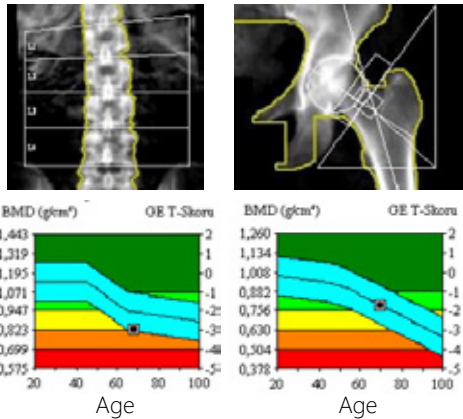 BMD (g/cm²) GE T-Skoru
1,443 2
1,319 1
1,195 0
1,071 -1
0,947 -2
0,823 -3
0,699 -4
0,575 -5
20 40 60 80 100
Age
BMD (g/cm²) GE T-Skoru
1,260 2
1,134 1
1,008 0
0,882 -1
0,756 -2
0,630 -3
0,504 -4
0,378 -5
20 40 60 80 100
Age